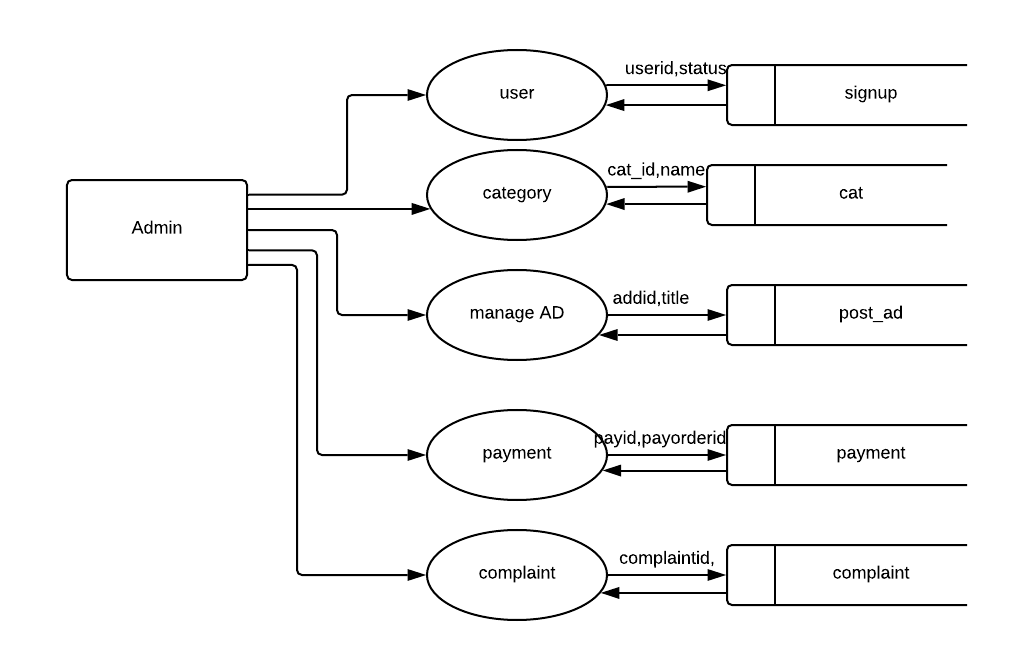 userid,status
user
signup
cat_id,name
category
cat
Admin
addid,title
manage AD
post_ad
payid,payorderid
payment
payment
complaintid,
complaint
complaint